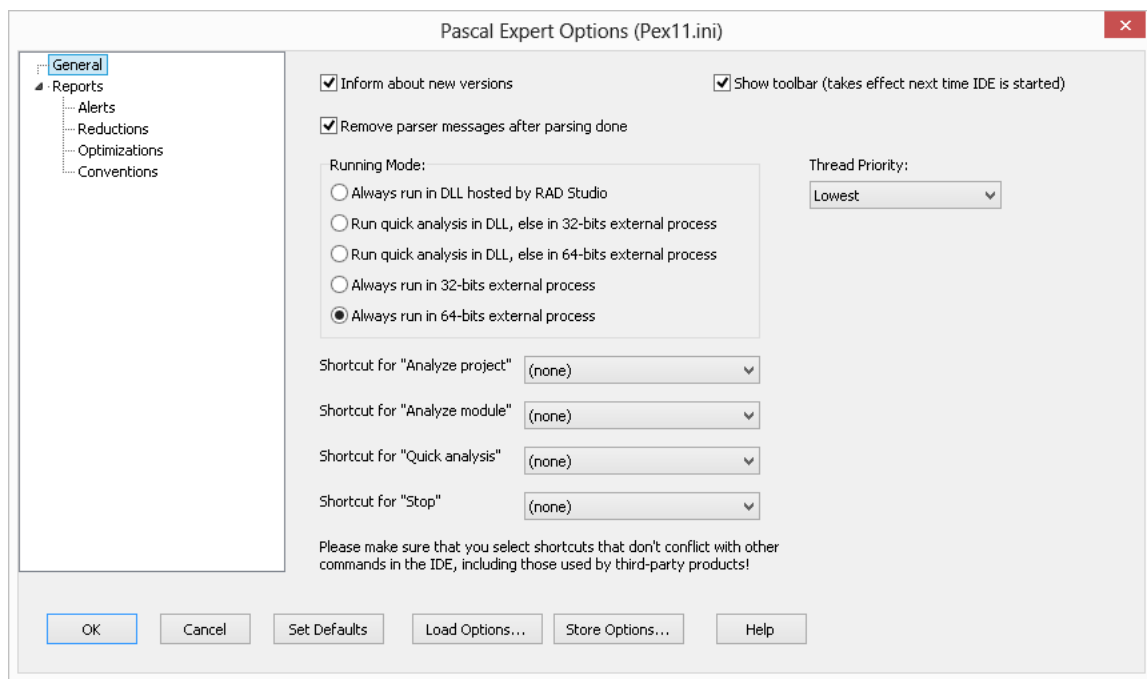 Pascal Expert Options (Pex11.ini)
General
Reports
Alerts
Reductions
Optimizations
Conventions
Inform about new versions
Show toolbar (takes effect next time IDE is started)
Remove parser messages after parsing done
Running Mode:
Always run in DLL hosted by RAD Studio
Run quick analysis in DLL, else in 32-bits external process
Run quick analysis in DLL, else in 64-bits external process
Always run in 32-bits external process
Always run in 64-bits external process
Thread Priority:
Lowest
Shortcut for "Analyze project"
(none)
Shortcut for "Analyze module"
(none)
Shortcut for "Quick analysis"
(none)
Shortcut for "Stop"
(none)
Please make sure that you select shortcuts that don't conflict with other
commands in the IDE, including those used by third-party products!
OK
Cancel
Set Defaults
Load Options...
Store Options...
Help